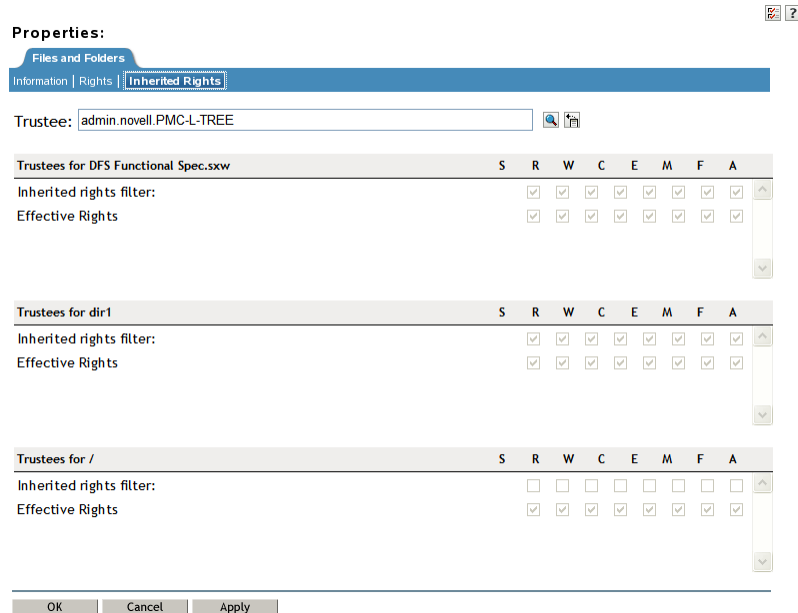 ?
Properties:
Files and Folders
Information | Rights | Inherited Rights
Trustee: admin.novell.PMC-L-TREE
Trustees for DFS Functional Spec.sxw S R W C E M F A
Inherited rights filter:
Effective Rights
Trustees for dir1 S R W C E M F A
Inherited rights filter:
Effective Rights
Trustees for / S R W C E M F A
Inherited rights filter:
Effective Rights
OK Cancel Apply